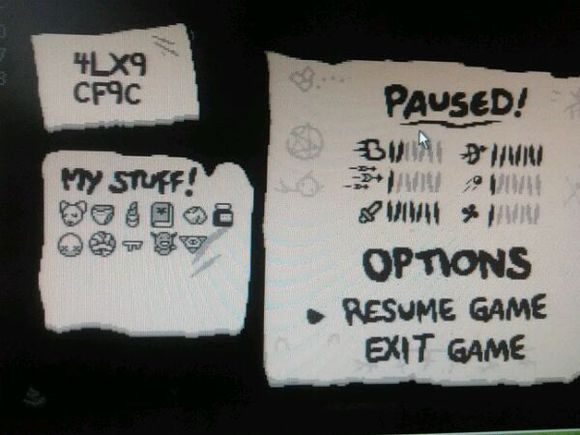 4LX9
CF9C
MY STUFF!
PAUSED!
OPTIONS
RESUME GAME
EXIT GAME